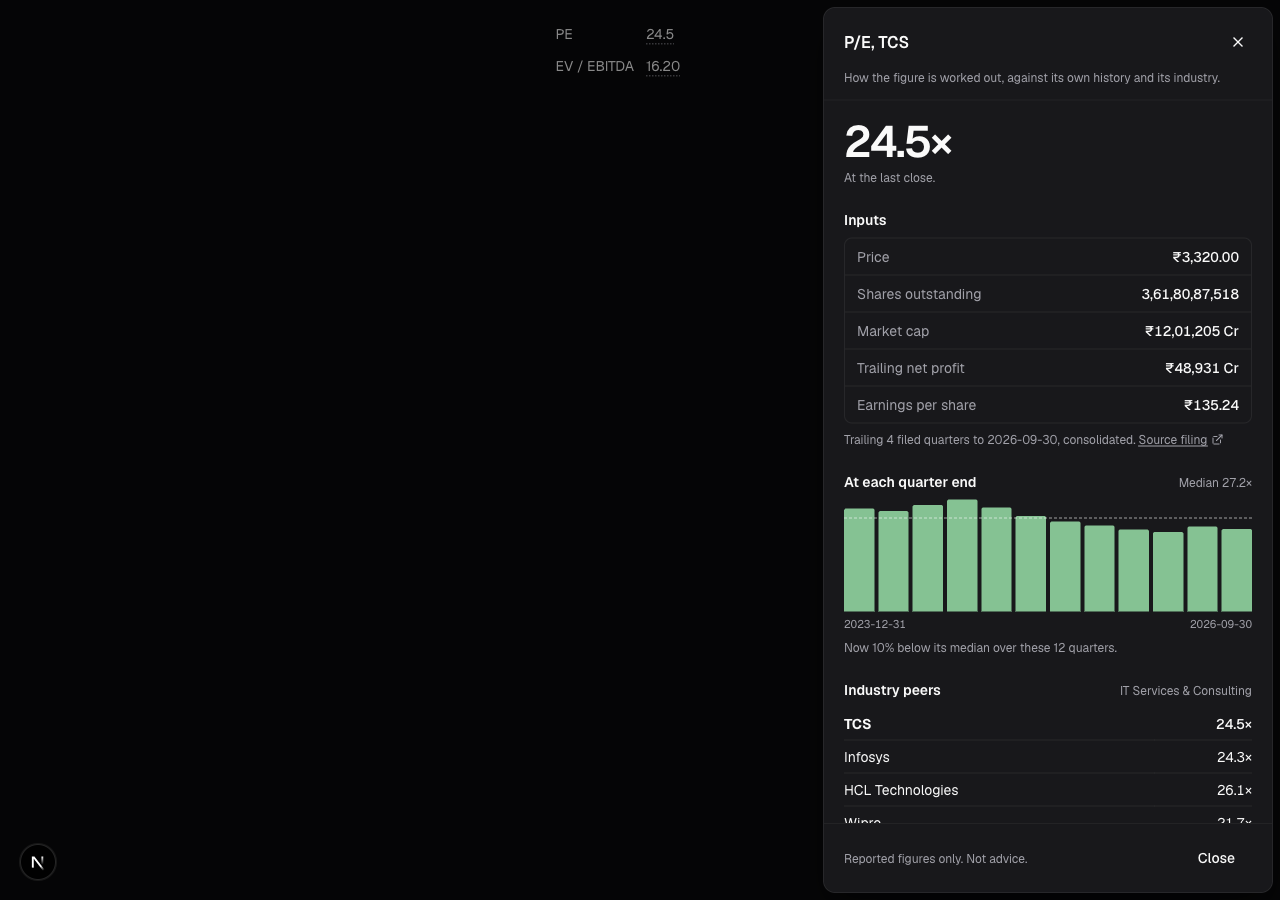 PE 24.5
EV / EBITDA 16.20
P/E, TCS
How the figure is worked out, against its own history and its industry.
24.5×
At the last close.
Inputs
Price ₹3,320.00
Shares outstanding 3,61,80,87,518
Market cap ₹12,01,205 Cr
Trailing net profit ₹48,931 Cr
Earnings per share ₹135.24
Trailing 4 filed quarters to 2026-09-30, consolidated. Source filing
At each quarter end Median 27.2×
2023-12-31 2026-09-30
Now 10% below its median over these 12 quarters.
Industry peers IT Services & Consulting
TCS 24.5×
Infosys 24.3×
HCL Technologies 26.1×
Wipro 21.7×
Reported figures only. Not advice. Close
N